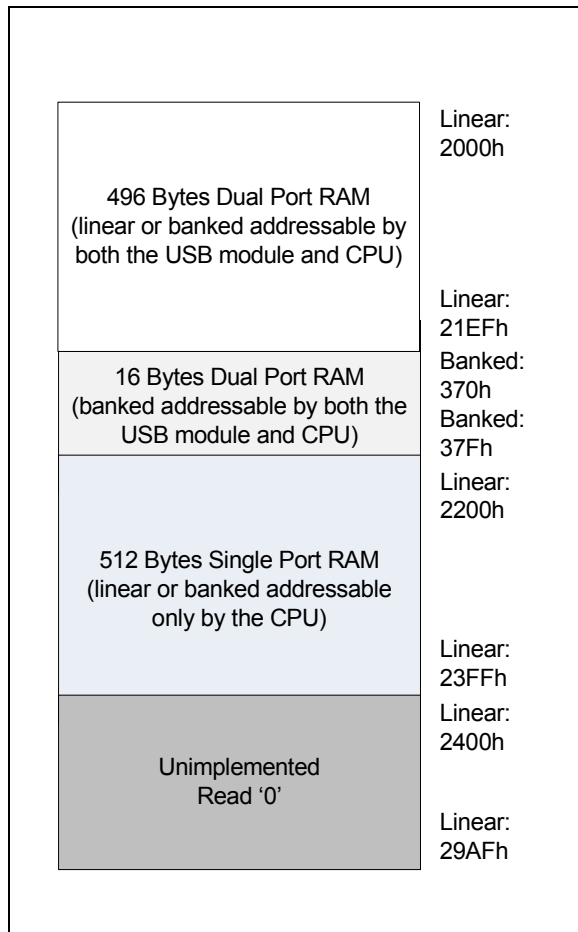 Linear:
2000h
496 Bytes Dual Port RAM
(linear or banked addressable by
both the USB module and CPU)
Linear:
21EFh
Banked:
370h
16 Bytes Dual Port RAM
(banked addressable by both the
USB module and CPU)
Banked:
37Fh
Linear:
2200h
512 Bytes Single Port RAM
(linear or banked addressable
only by the CPU)
Linear:
23FFh
Linear:
2400h
Unimplemented
Read ‘0’
Linear:
29AFh